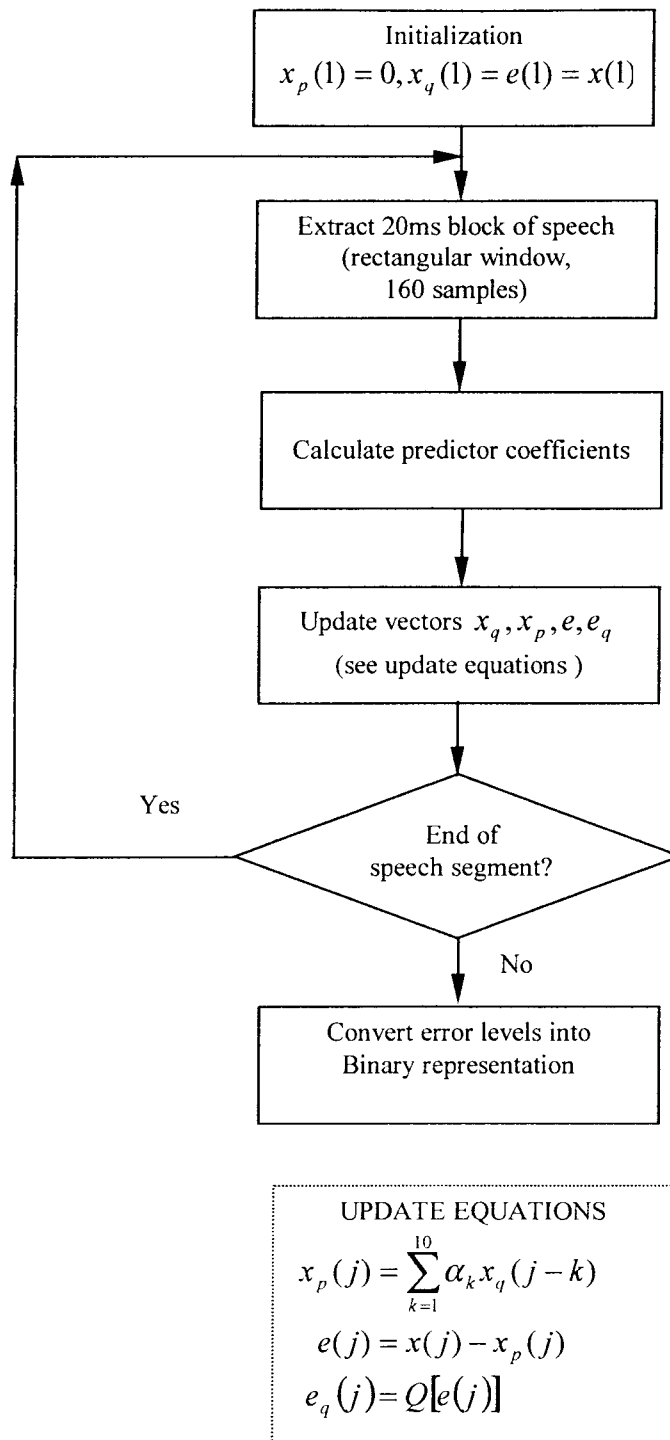 Initialization
x_p(1) = 0, x_q(1) = e(1) = x(1)
Extract 20ms block of speech
(rectangular window,
160 samples)
Calculate predictor coefficients
Update vectors x_q, x_p, e, e_q
(see update equations )
Yes
End of
speech segment?
No
Convert error levels into
Binary representation
UPDATE EQUATIONS
x_p(j) = \sum_{k=1}^{10} α_k x_q(j − k)
e(j) = x(j) − x_p(j)
e_q(j) = Q[e(j)]